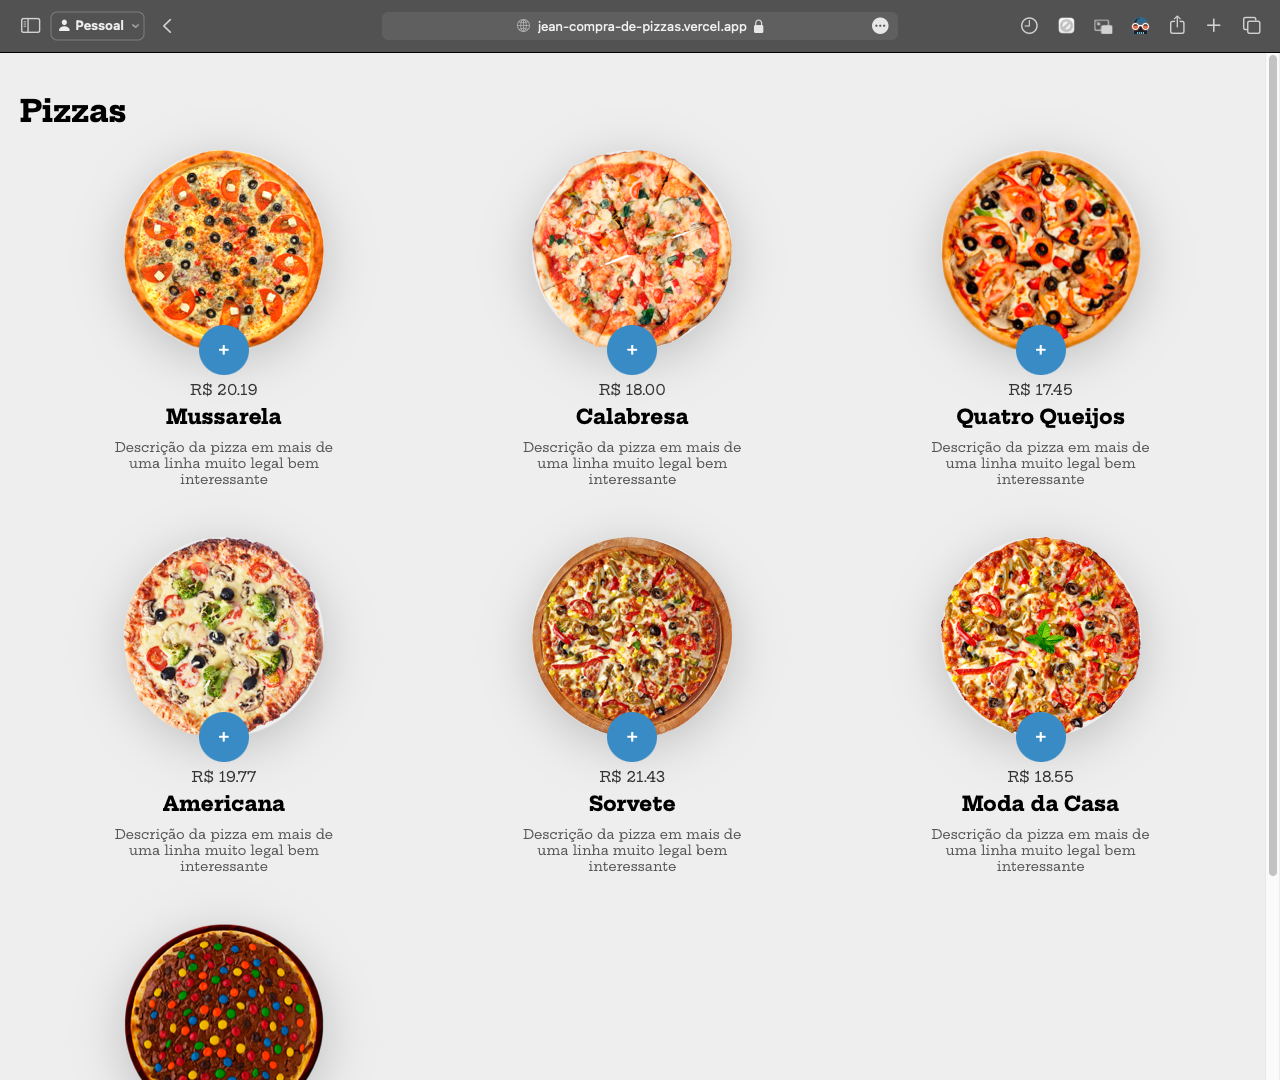 Pessoal
jean-compra-de-pizzas.vercel.app
Pizzas
+
R$ 20.19
Mussarela
Descrição da pizza em mais de
uma linha muito legal bem
interessante
+
R$ 18.00
Calabresa
Descrição da pizza em mais de
uma linha muito legal bem
interessante
+
R$ 17.45
Quatro Queijos
Descrição da pizza em mais de
uma linha muito legal bem
interessante
+
R$ 19.77
Americana
Descrição da pizza em mais de
uma linha muito legal bem
interessante
+
R$ 21.43
Sorvete
Descrição da pizza em mais de
uma linha muito legal bem
interessante
+
R$ 18.55
Moda da Casa
Descrição da pizza em mais de
uma linha muito legal bem
interessante